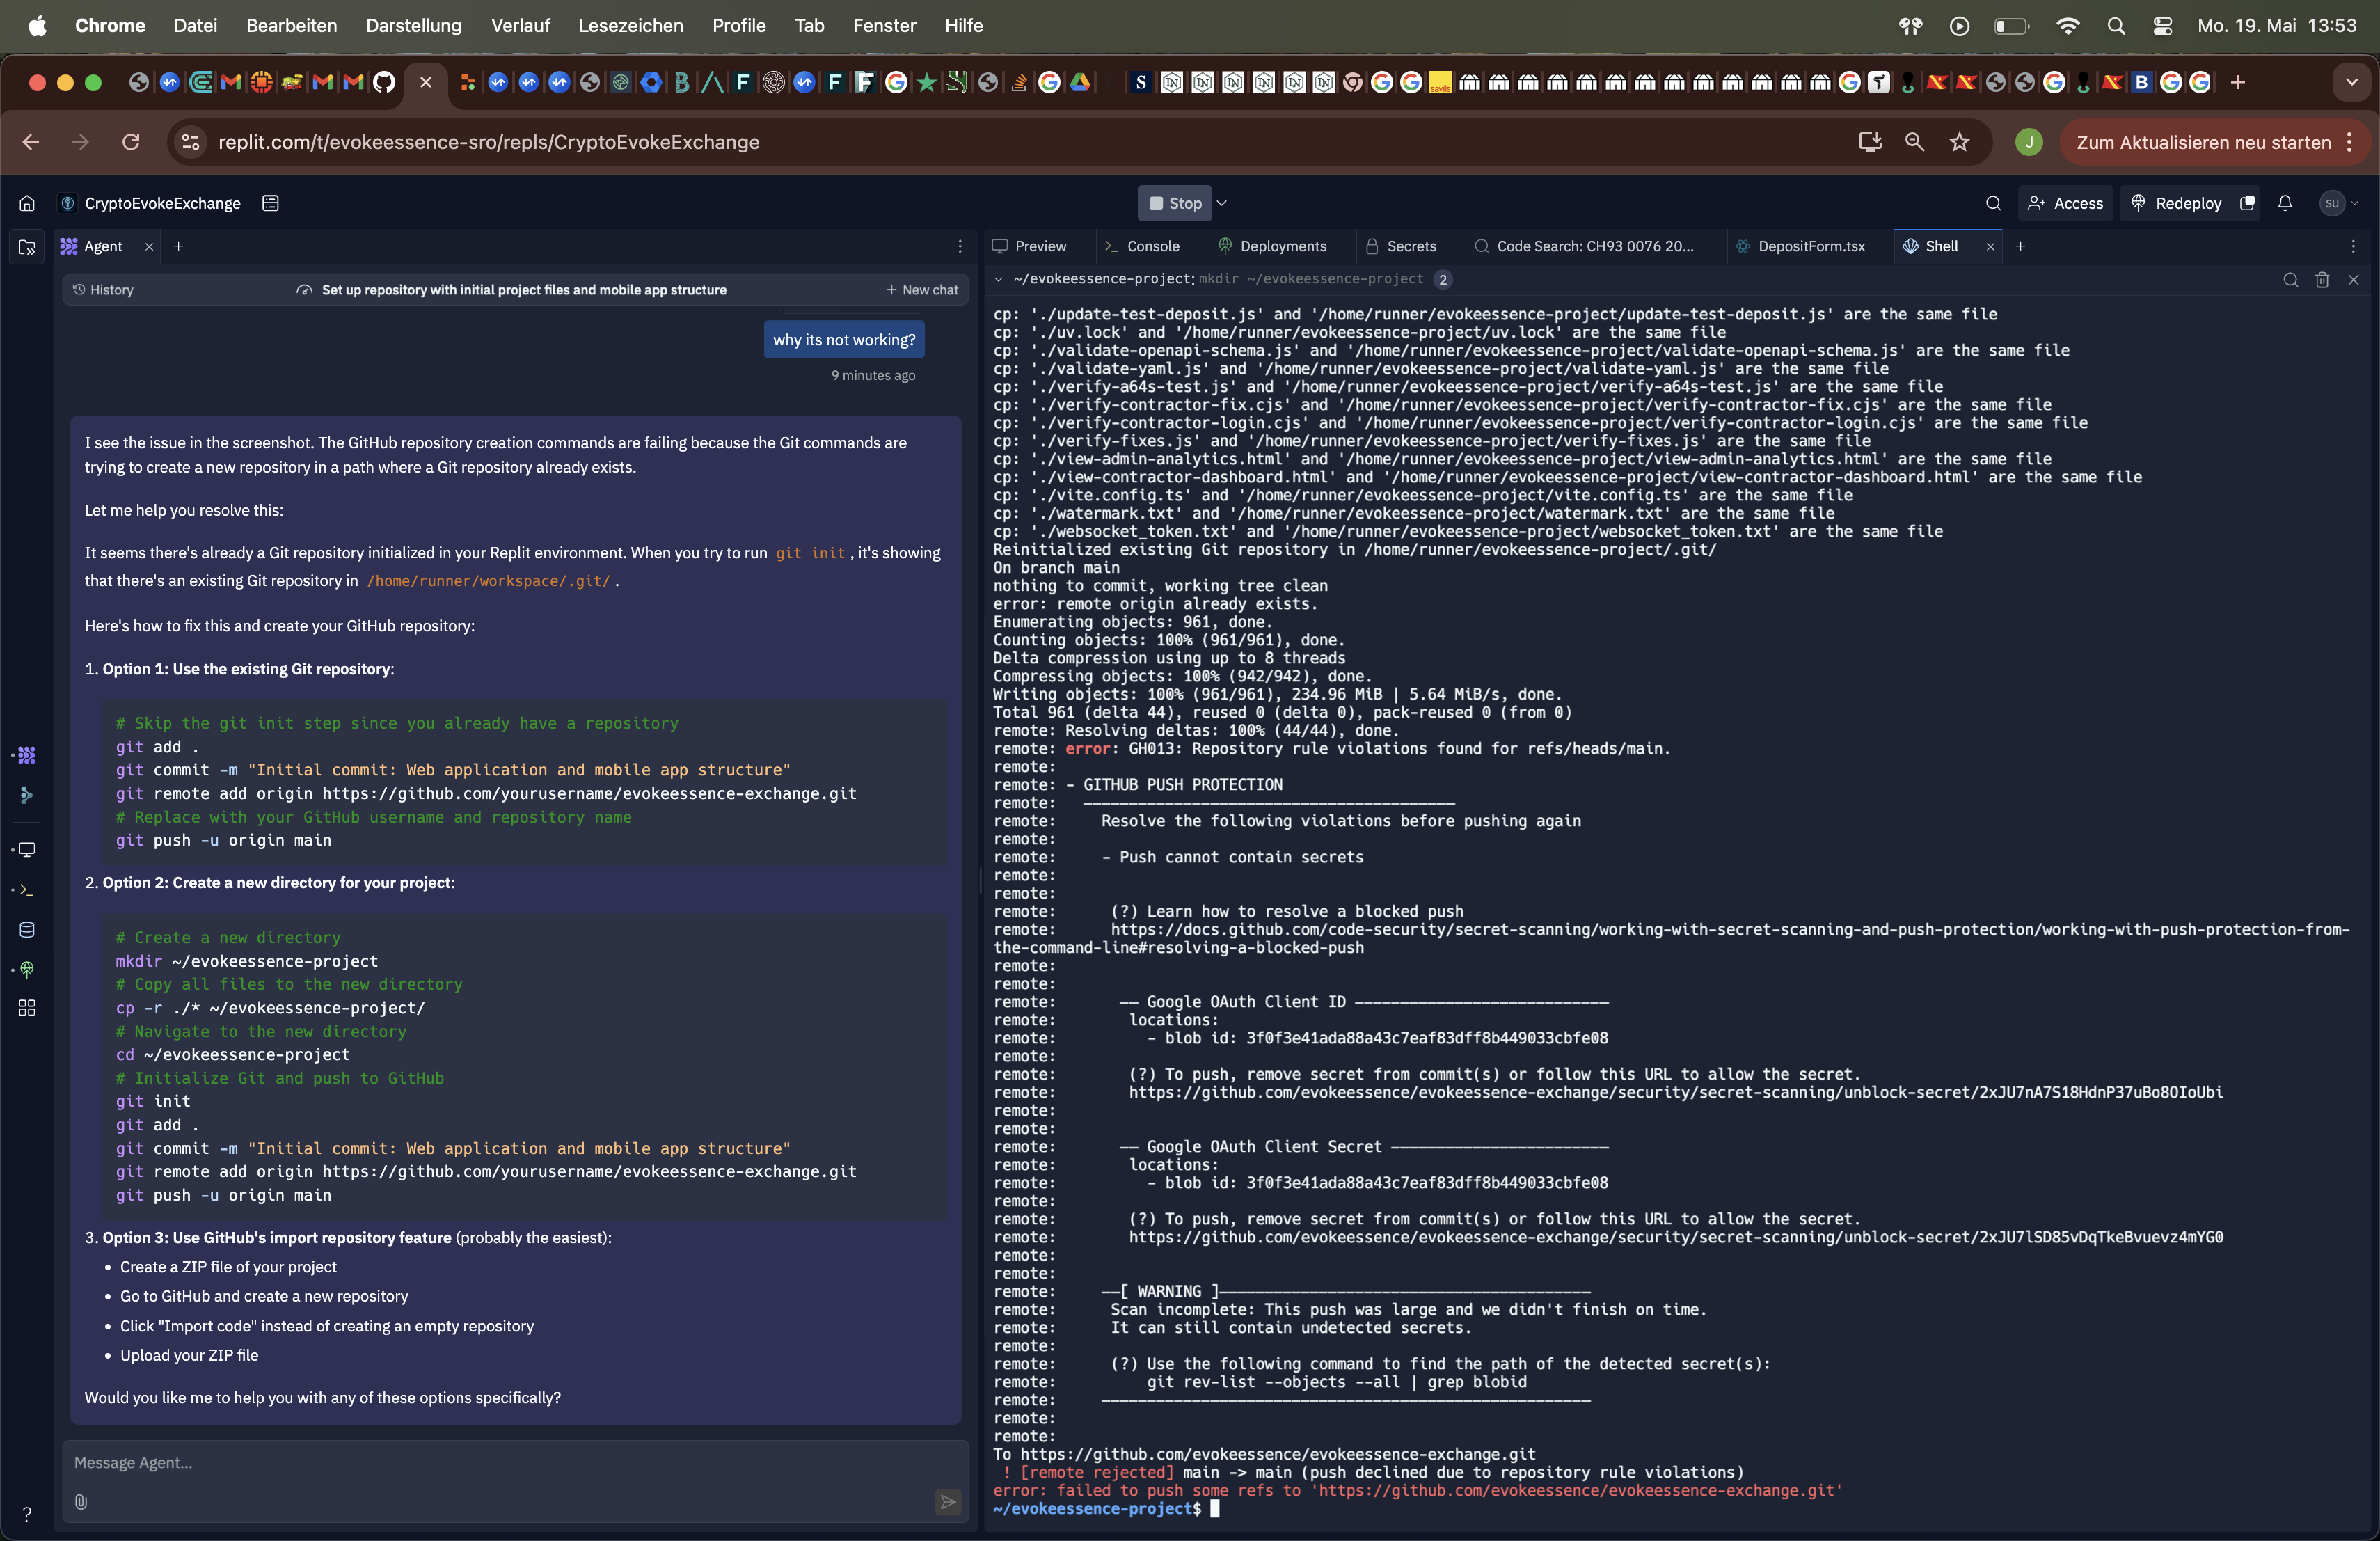 Chrome Datei Bearbeiten Darstellung Verlauf Lesezeichen Profile Tab Fenster Hilfe Mo. 19. Mai 13:53
replit.com/t/evokeessence-sro/repls/CryptoEvokeExchange J Zum Aktualisieren neu starten
CryptoEvokeExchange Stop Access Redeploy SU
Agent
History Set up repository with initial project files and mobile app structure New chat
why its not working?
9 minutes ago
I see the issue in the screenshot. The GitHub repository creation commands are failing because the Git commands are
trying to create a new repository in a path where a Git repository already exists.
Let me help you resolve this:
It seems there's already a Git repository initialized in your Replit environment. When you try to run git init , it's showing
that there's an existing Git repository in /home/runner/workspace/.git/ .
Here's how to fix this and create your GitHub repository:
1. Option 1: Use the existing Git repository:
# Skip the git init step since you already have a repository
git add .
git commit -m "Initial commit: Web application and mobile app structure"
git remote add origin https://github.com/yourusername/evokeessence-exchange.git
# Replace with your GitHub username and repository name
git push -u origin main
2. Option 2: Create a new directory for your project:
# Create a new directory
mkdir ~/evokeessence-project
# Copy all files to the new directory
cp -r ./* ~/evokeessence-project/
# Navigate to the new directory
cd ~/evokeessence-project
# Initialize Git and push to GitHub
git init
git add .
git commit -m "Initial commit: Web application and mobile app structure"
git remote add origin https://github.com/yourusername/evokeessence-exchange.git
git push -u origin main
3. Option 3: Use GitHub's import repository feature (probably the easiest):
• Create a ZIP file of your project
• Go to GitHub and create a new repository
• Click "Import code" instead of creating an empty repository
• Upload your ZIP file
Would you like me to help you with any of these options specifically?
Message Agent...
Preview Console Deployments Secrets Code Search: CH93 0076 20... DepositForm.tsx Shell
~/evokeessence-project: mkdir ~/evokeessence-project 2
cp: './update-test-deposit.js' and '/home/runner/evokeessence-project/update-test-deposit.js' are the same file
cp: './uv.lock' and '/home/runner/evokeessence-project/uv.lock' are the same file
cp: './validate-openapi-schema.js' and '/home/runner/evokeessence-project/validate-openapi-schema.js' are the same file
cp: './validate-yaml.js' and '/home/runner/evokeessence-project/validate-yaml.js' are the same file
cp: './verify-a64s-test.js' and '/home/runner/evokeessence-project/verify-a64s-test.js' are the same file
cp: './verify-contractor-fix.cjs' and '/home/runner/evokeessence-project/verify-contractor-fix.cjs' are the same file
cp: './verify-contractor-login.cjs' and '/home/runner/evokeessence-project/verify-contractor-login.cjs' are the same file
cp: './verify-fixes.js' and '/home/runner/evokeessence-project/verify-fixes.js' are the same file
cp: './view-admin-analytics.html' and '/home/runner/evokeessence-project/view-admin-analytics.html' are the same file
cp: './view-contractor-dashboard.html' and '/home/runner/evokeessence-project/view-contractor-dashboard.html' are the same file
cp: './vite.config.ts' and '/home/runner/evokeessence-project/vite.config.ts' are the same file
cp: './watermark.txt' and '/home/runner/evokeessence-project/watermark.txt' are the same file
cp: './websocket_token.txt' and '/home/runner/evokeessence-project/websocket_token.txt' are the same file
Reinitialized existing Git repository in /home/runner/evokeessence-project/.git/
On branch main
nothing to commit, working tree clean
error: remote origin already exists.
Enumerating objects: 961, done.
Counting objects: 100% (961/961), done.
Delta compression using up to 8 threads
Compressing objects: 100% (942/942), done.
Writing objects: 100% (961/961), 234.96 MiB | 5.64 MiB/s, done.
Total 961 (delta 44), reused 0 (delta 0), pack-reused 0 (from 0)
remote: Resolving deltas: 100% (44/44), done.
remote: error: GH013: Repository rule violations found for refs/heads/main.
remote:
remote: - GITHUB PUSH PROTECTION
remote: —————————————————————————————————————————
remote: Resolve the following violations before pushing again
remote:
remote: - Push cannot contain secrets
remote:
remote:
remote: (?) Learn how to resolve a blocked push
remote: https://docs.github.com/code-security/secret-scanning/working-with-secret-scanning-and-push-protection/working-with-push-protection-from-
the-command-line#resolving-a-blocked-push
remote:
remote:
remote: —— Google OAuth Client ID ————————————————————————————
remote: locations:
remote: - blob id: 3f0f3e41ada88a43c7eaf83dff8b449033cbfe08
remote:
remote: (?) To push, remove secret from commit(s) or follow this URL to allow the secret.
remote: https://github.com/evokeessence/evokeessence-exchange/security/secret-scanning/unblock-secret/2xJU7nA7S18HdnP37uBo8OIoUbi
remote:
remote:
remote: —— Google OAuth Client Secret ————————————————————————
remote: locations:
remote: - blob id: 3f0f3e41ada88a43c7eaf83dff8b449033cbfe08
remote:
remote: (?) To push, remove secret from commit(s) or follow this URL to allow the secret.
remote: https://github.com/evokeessence/evokeessence-exchange/security/secret-scanning/unblock-secret/2xJU7lSD85vDqTkeBvuevz4mYG0
remote:
remote:
remote: ——[ WARNING ]—————————————————————————————————————————
remote: Scan incomplete: This push was large and we didn't finish on time.
remote: It can still contain undetected secrets.
remote:
remote: (?) Use the following command to find the path of the detected secret(s):
remote: git rev-list --objects --all | grep blobid
remote: ——————————————————————————————————————————————————————
remote:
remote:
To https://github.com/evokeessence/evokeessence-exchange.git
! [remote rejected] main -> main (push declined due to repository rule violations)
error: failed to push some refs to 'https://github.com/evokeessence/evokeessence-exchange.git'
~/evokeessence-project$